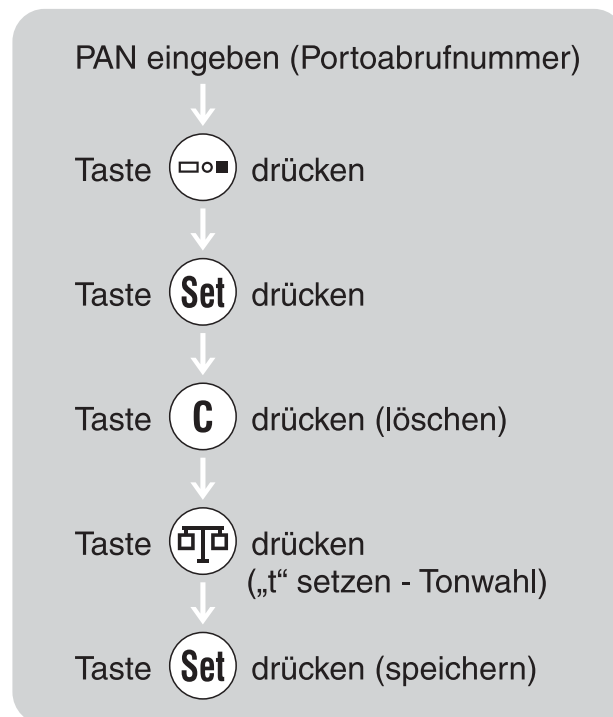 PAN eingeben (Portoabrufnummer)
Taste drücken
Taste Set drücken
Taste C drücken (löschen)
Taste drücken
(„t“ setzen - Tonwahl)
Taste Set drücken (speichern)